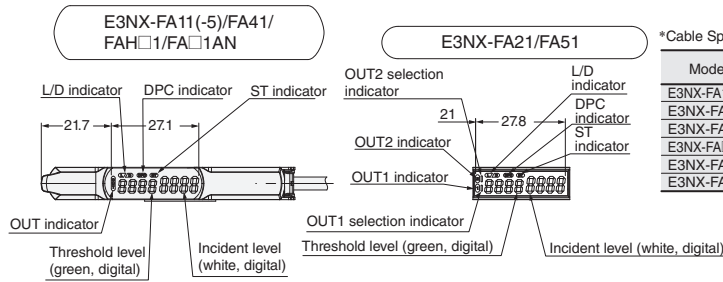 E3NX-FA11(-5)/FA41/
FAH□1/FA□1AN
L/D indicator
DPC indicator
ST indicator
21.7
27.1
OUT indicator
Threshold level
(green, digital)
Incident level
(white, digital)
E3NX-FA21/FA51
OUT2 selection
indicator
L/D
indicator
DPC
indicator
ST
indicator
21
27.8
OUT2 indicator
OUT1 indicator
OUT1 selection indicator
Threshold level (green, digital)
Incident level (white, digital)
*Cable Sp
Mode
E3NX-FA
E3NX-FA
E3NX-FA
E3NX-FA
E3NX-FA
E3NX-FA